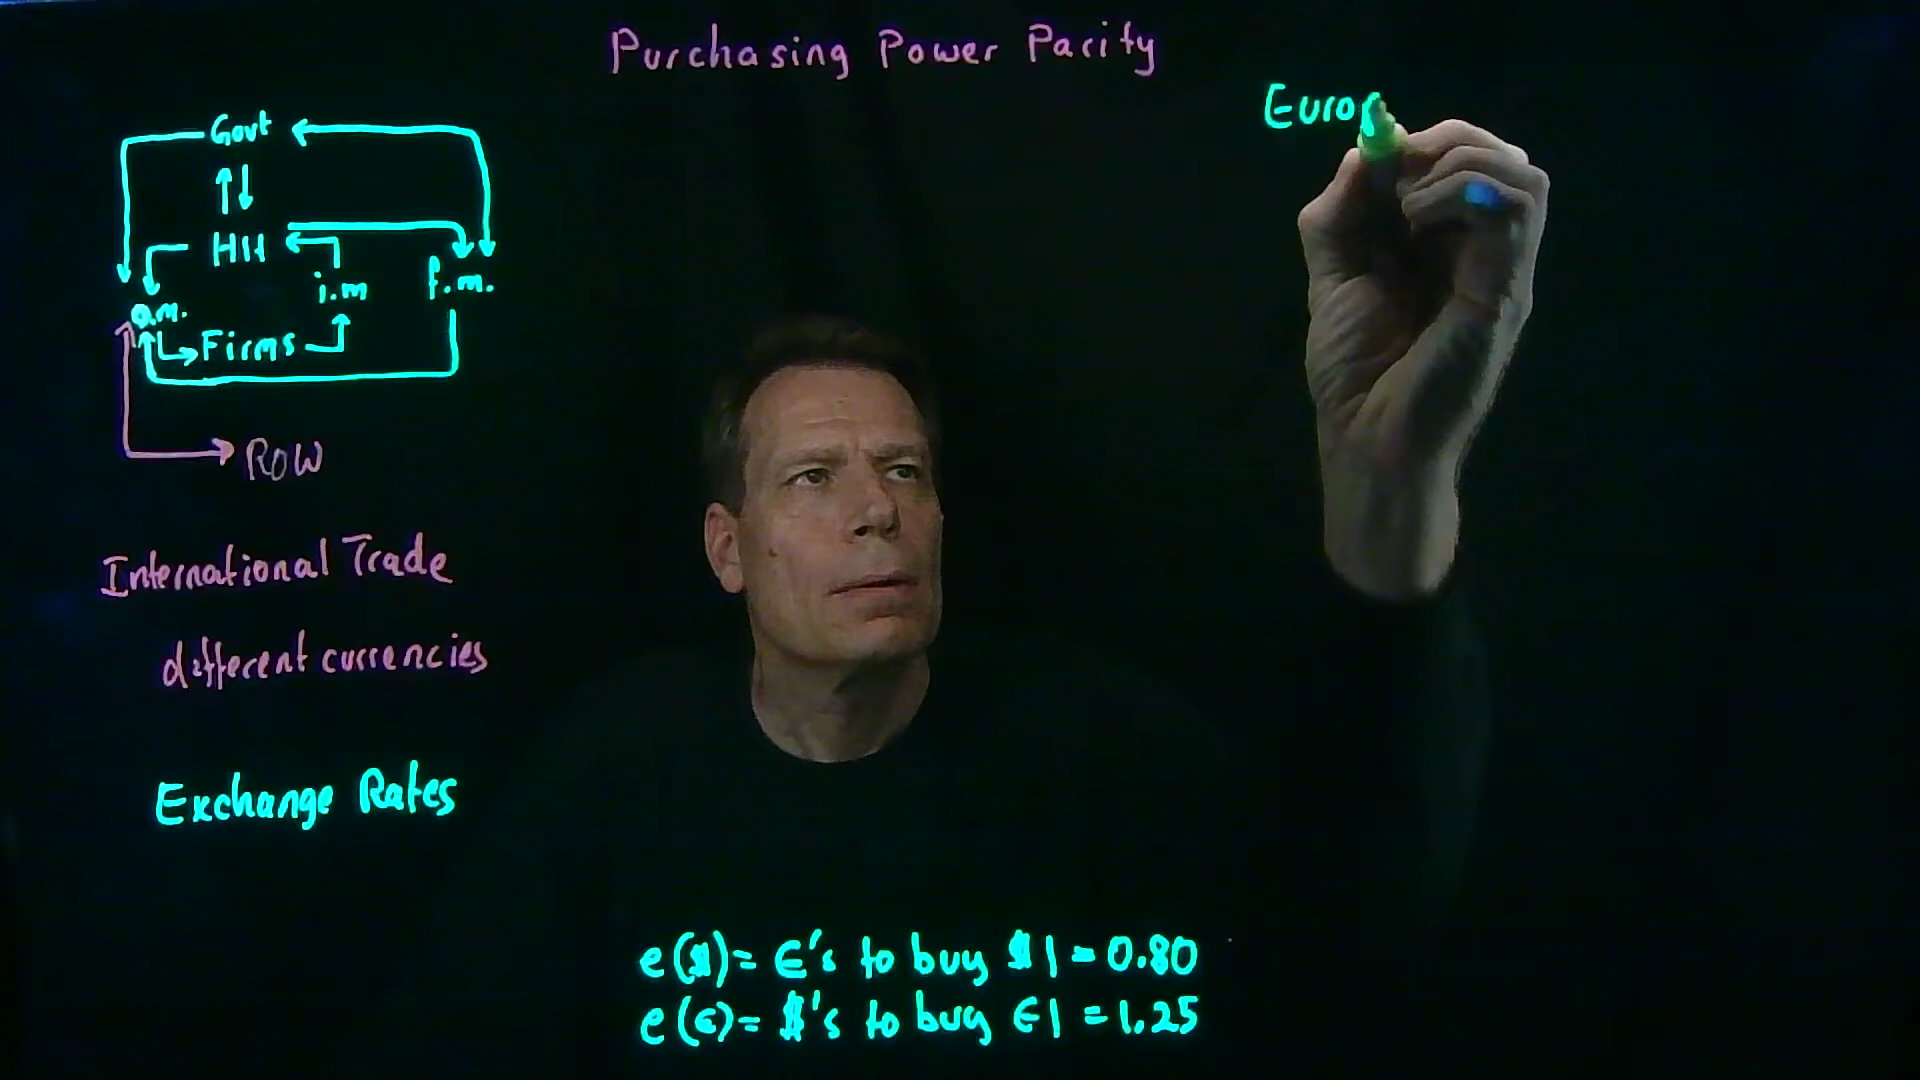 Purchasing Power Parity
Europ
Govt
HH
i.m
f.m.
o.m.
Firms
ROW
International Trade
different currencies
Exchange Rates
e($)= €'s to buy $1 = 0.80
e(€)= $'s to buy €1 = 1.25